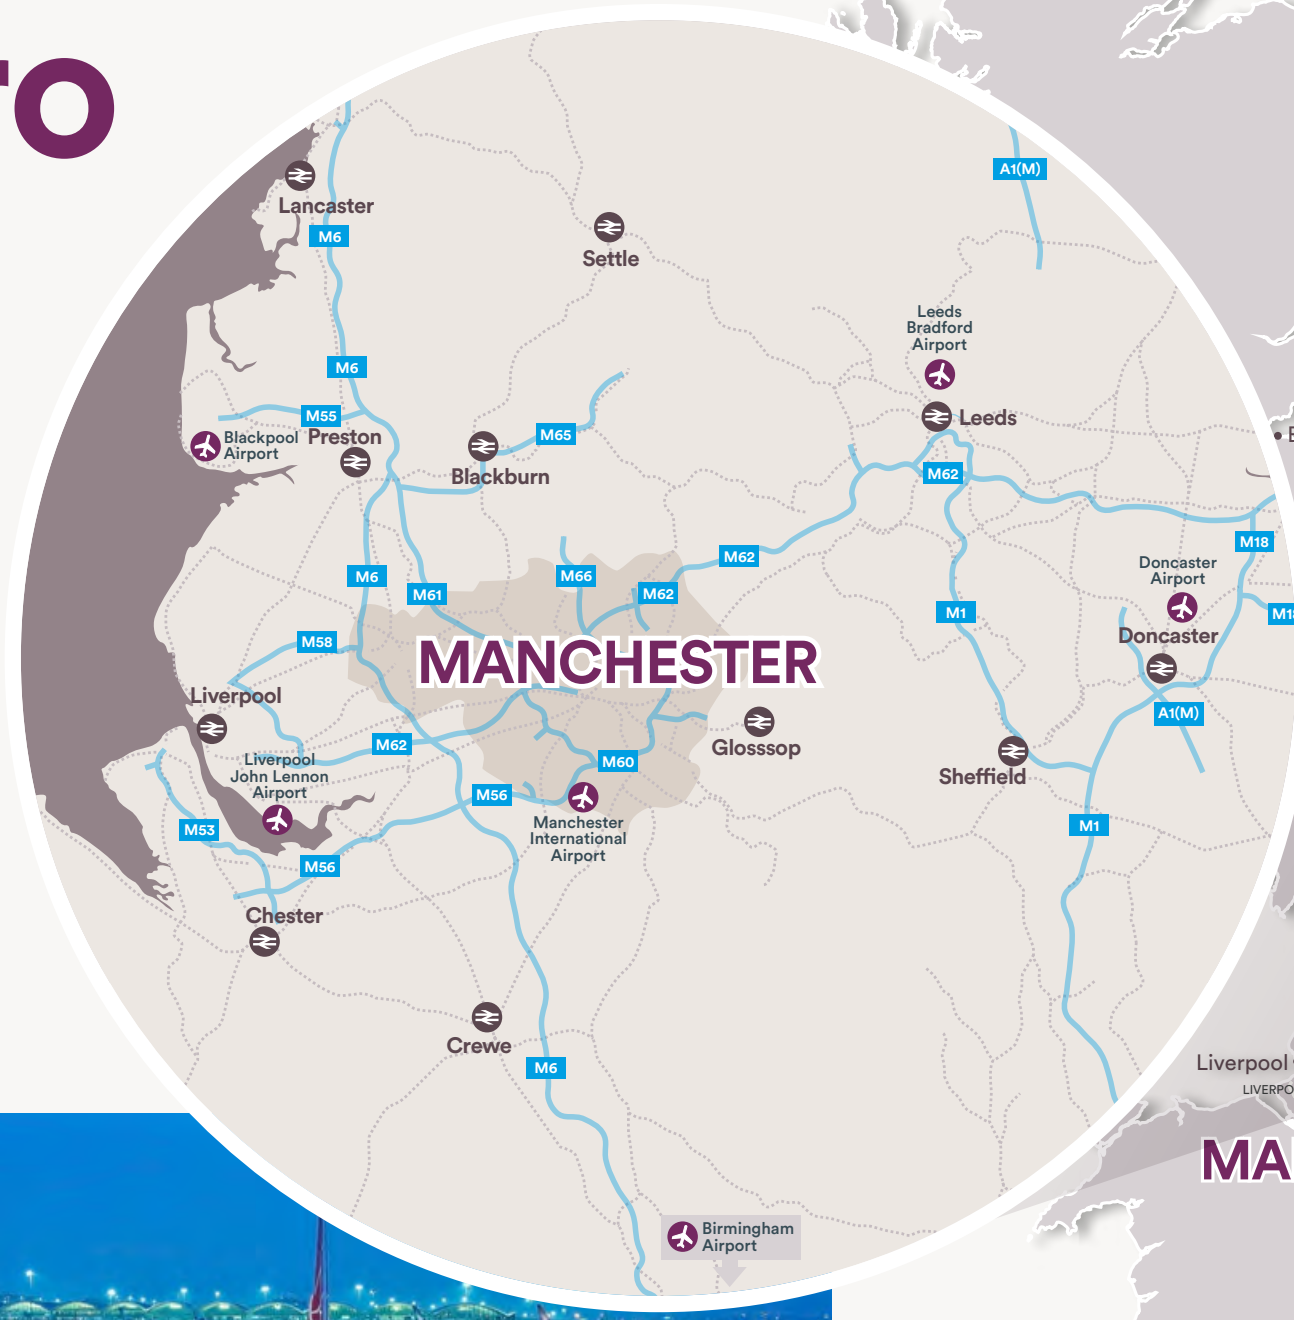 TO
A1(M)
Lancaster
M6
Settle
Leeds
Bradford
Airport
M6
M55
Leeds
Blackpool
Airport
Preston
M65
Blackburn
M62
M18
M62
M6
M66
M61
M62
Doncaster
Airport
M1
M18
Doncaster
M58
MANCHESTER
Liverpool
A1(M)
Glosssop
M62
M60
Sheffield
Liverpool
John Lennon
Airport
M56
M53
Manchester
International
Airport
M1
M56
Chester
Crewe
M6
Liverpool
LIVERPO
MA
Birmingham
Airport